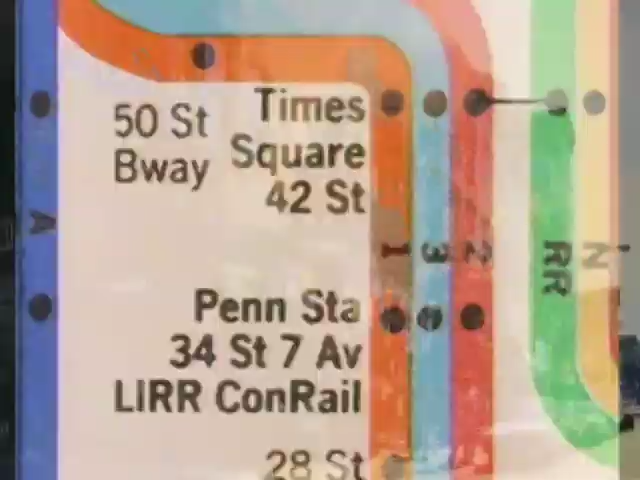 50 St
Bway
Times
Square
42 St
A
1
3
2
RR
N
Penn Sta
34 St 7 Av
LIRR ConRail
28 St